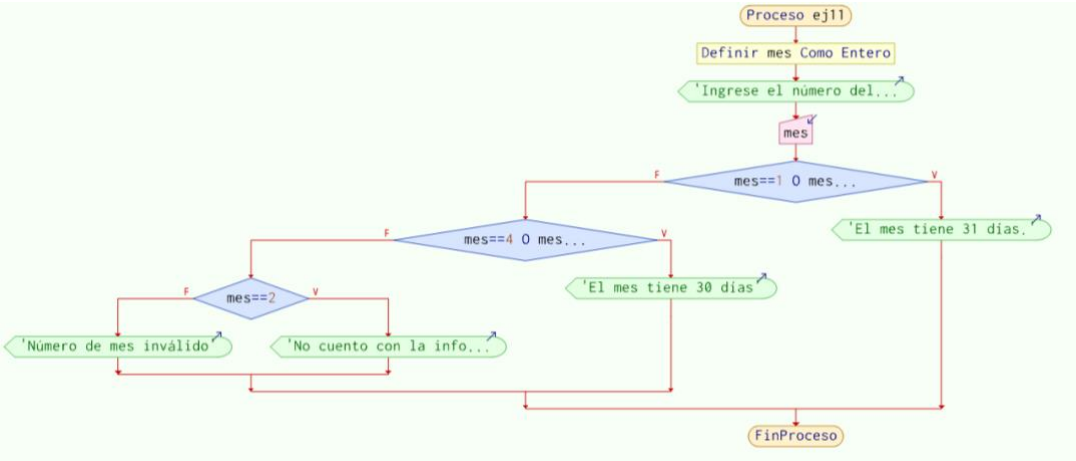 Proceso ej11
Definir mes Como Entero
'Ingrese el número del...
mes
F
mes==1 O mes...
V
'El mes tiene 31 días.'
F
mes==4 O mes...
V
'El mes tiene 30 días'
F
mes==2
V
'Número de mes inválido'
'No cuento con la info...
FinProceso